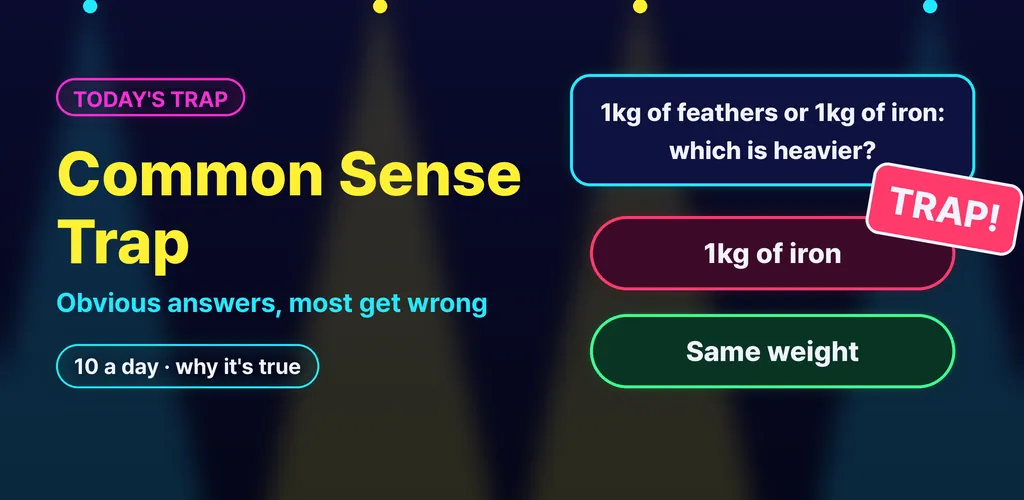 TODAY'S TRAP
Common Sense
Trap
Obvious answers, most get wrong
10 a day · why it's true
1kg of feathers or 1kg of iron:
which is heavier?
TRAP!
1kg of iron
Same weight